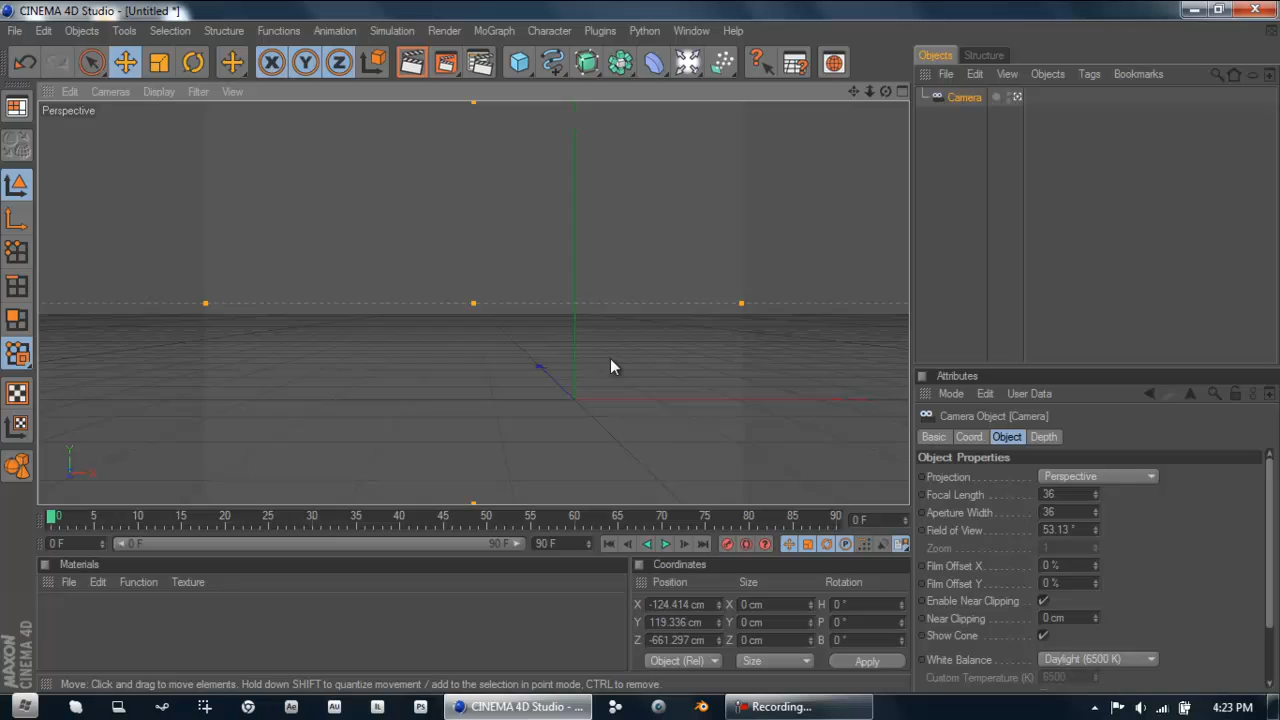 CINEMA 4D Studio - [Untitled *]
File Edit Objects Tools Selection Structure Functions Animation Simulation Render MoGraph Character Plugins Python Window Help
X Y Z
Objects Structure
File Edit View Objects Tags Bookmarks
Edit Cameras Display Filter View
Camera
Perspective
Y
X
Attributes
Mode Edit User Data
Camera Object [Camera]
Basic Coord. Object Depth
Object Properties
Projection Perspective
Focal Length 36
Aperture Width 36
Field of View 53.13 °
Zoom 1
Film Offset X 0 %
Film Offset Y 0 %
Enable Near Clipping
Near Clipping 0 cm
Show Cone
White Balance Daylight (6500 K)
Custom Temperature (K) 6500
0 5 10 15 20 25 30 35 40 45 50 55 60 65 70 75 80 85 90 0 F
0 F 0 F 90 F 90 F
Materials
File Edit Function Texture
Coordinates
Position Size Rotation
X -124.414 cm X 0 cm H 0 °
Y 119.336 cm Y 0 cm P 0 °
Z -661.297 cm Z 0 cm B 0 °
Object (Rel) Size Apply
MAXON
CINEMA 4D
Move: Click and drag to move elements. Hold down SHIFT to quantize movement / add to the selection in point mode, CTRL to remove.
Ae Au IL Ps CINEMA 4D Studio - ... Recording... 4:23 PM